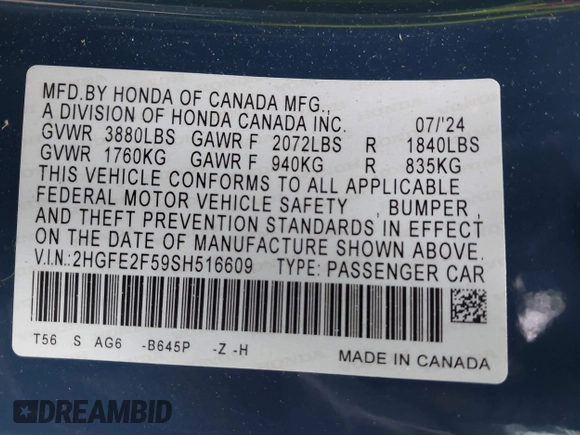 MFD.BY HONDA OF CANADA MFG.,
A DIVISION OF HONDA CANADA INC. 07/'24
GVWR 3880LBS GAWR F 2072LBS R 1840LBS
GVWR 1760KG GAWR F 940KG R 835KG
THIS VEHICLE CONFORMS TO ALL APPLICABLE
FEDERAL MOTOR VEHICLE SAFETY , BUMPER ,
AND THEFT PREVENTION STANDARDS IN EFFECT
ON THE DATE OF MANUFACTURE SHOWN ABOVE.
V.I.N.:2HGFE2F59SH516609 TYPE: PASSENGER CAR
T56 S AG6 -B645P -Z -H
MADE IN CANADA
DREAMBID